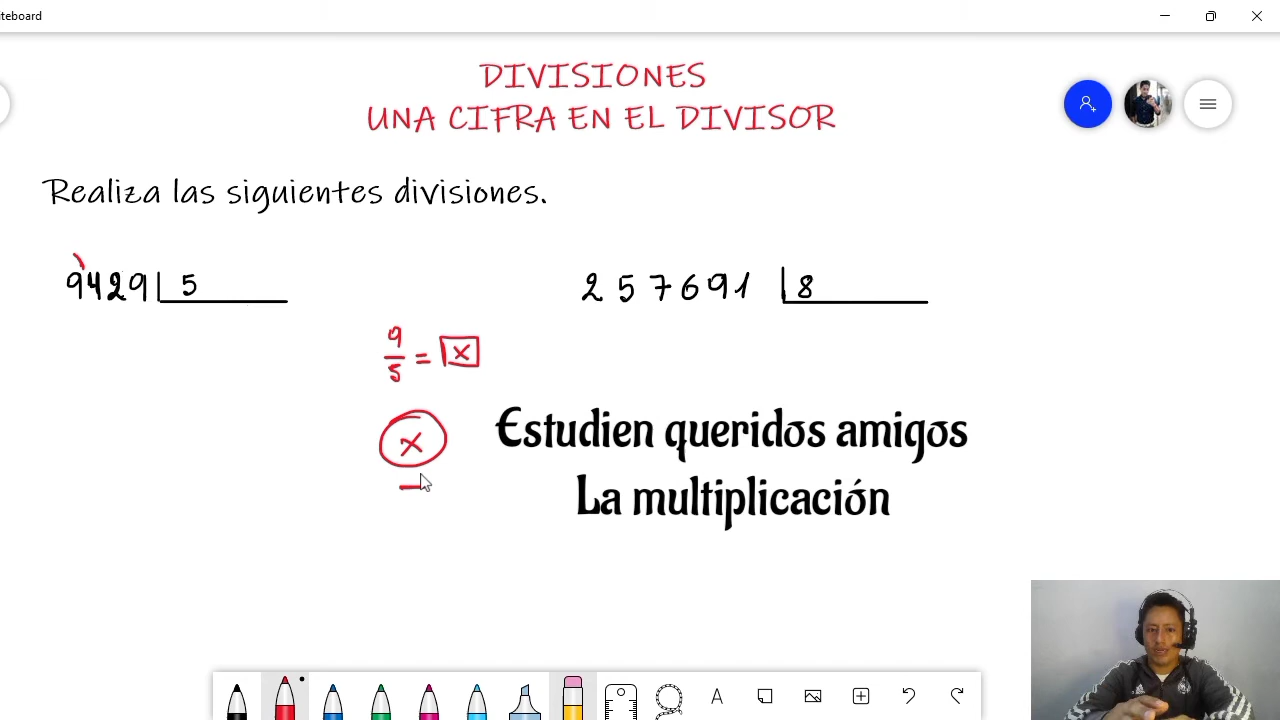 teboard
DIVISIONES
UNA CIFRA EN EL DIVISOR
Realiza las siguientes divisiones.
9429 5
257691 8
9
5 = x
x
Estudien queridos amigos
La multiplicación
A